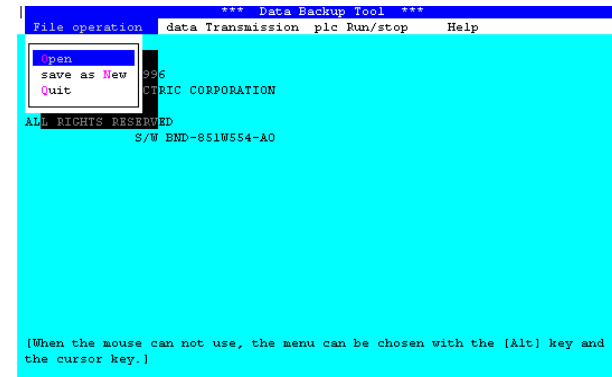 *** Data Backup Tool ***
File operation data Transmission plc Run/stop Help
Open
save as New 996
Quit CTRIC CORPORATION
ALL RIGHTS RESERVED
S/W BND-851W554-A0
[When the mouse can not use, the menu can be chosen with the [Alt] key and
the cursor key.]